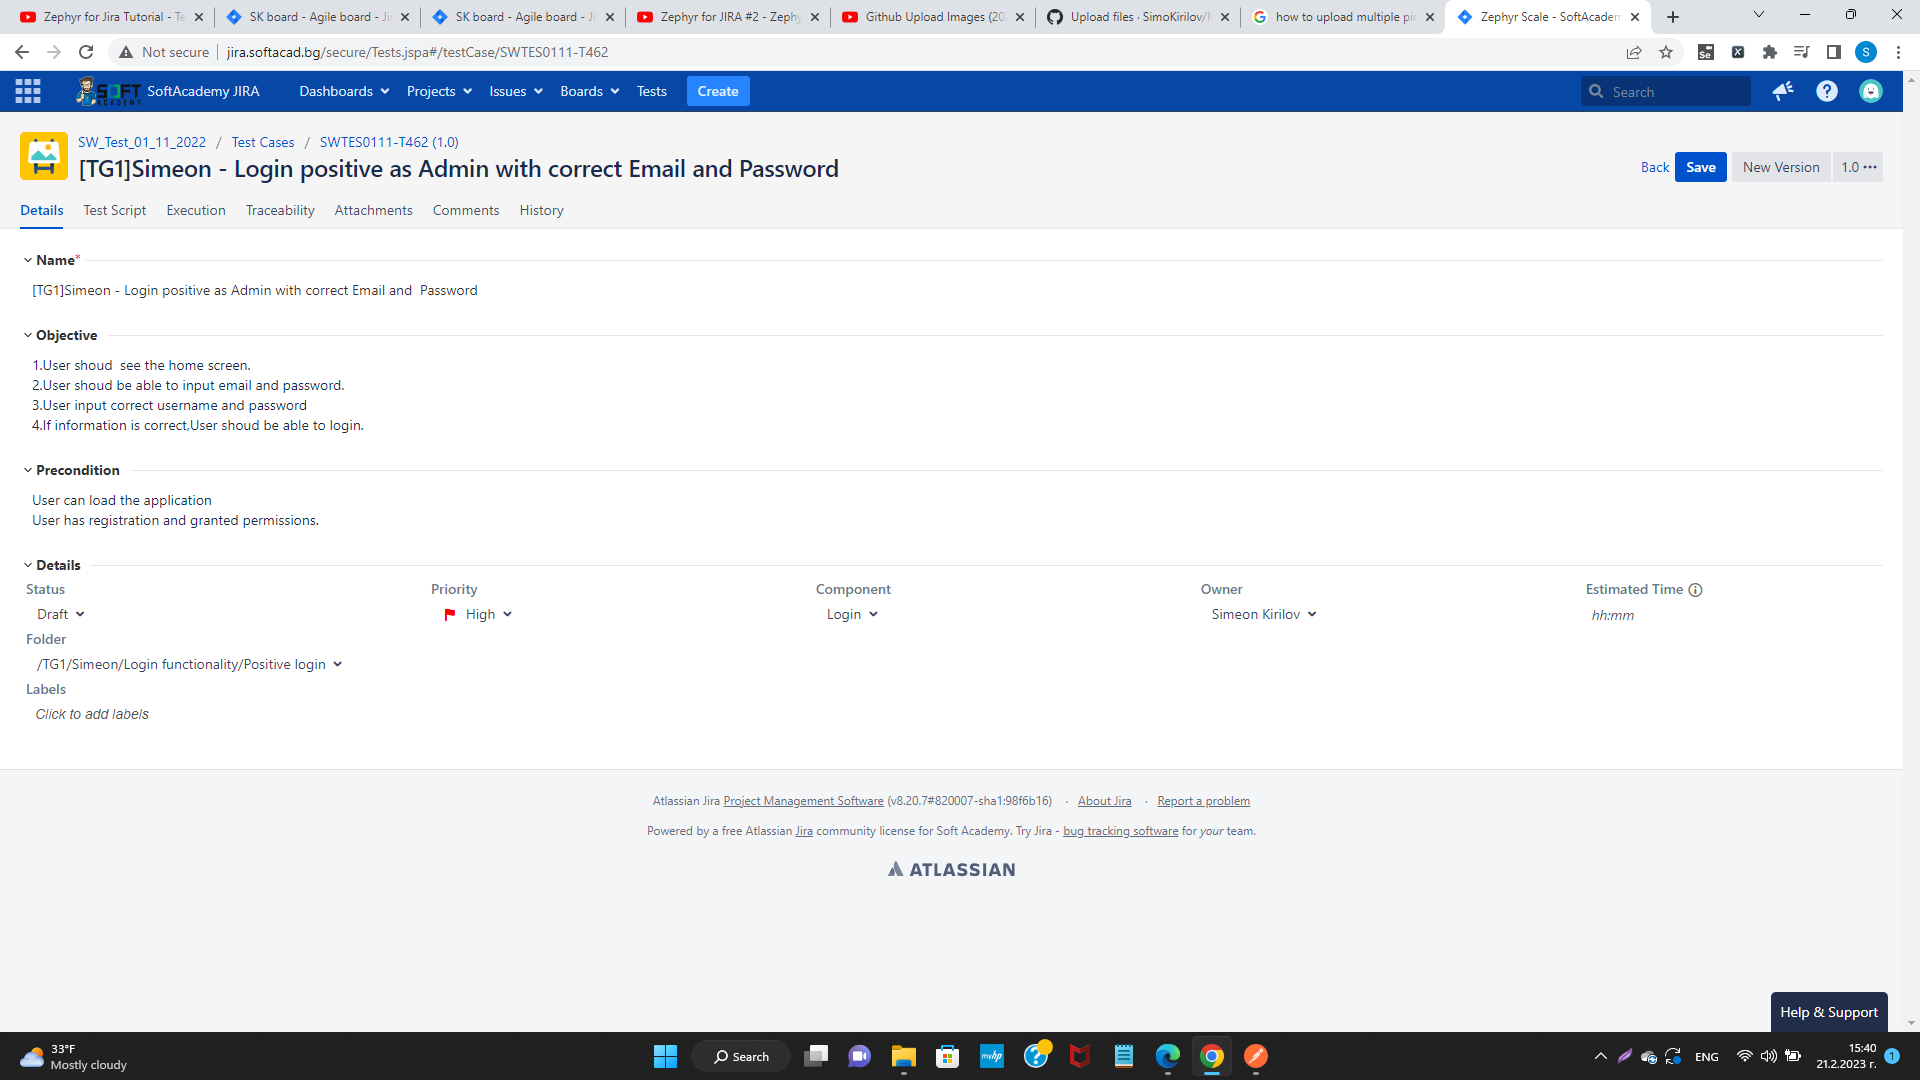 Zephyr for Jira Tutorial - Te
SK board - Agile board - Ji
SK board - Agile board - Ji
Zephyr for JIRA #2 - Zephy
Github Upload Images (20
Upload files · SimoKirilov/
how to upload multiple pi
Zephyr Scale - SoftAcadem
Not secure
jira.softacad.bg/secure/Tests.jspa#/testCase/SWTES0111-T462
S
SOFT ACADEMY
SoftAcademy JIRA
Dashboards
Projects
Issues
Boards
Tests
Create
Search
SW_Test_01_11_2022 / Test Cases / SWTES0111-T462 (1.0)
[TG1]Simeon - Login positive as Admin with correct Email and Password
Back
Save
New Version
1.0
Details
Test Script
Execution
Traceability
Attachments
Comments
History
Name*
[TG1]Simeon - Login positive as Admin with correct Email and  Password
Objective
1.User shoud  see the home screen.
2.User shoud be able to input email and password.
3.User input correct username and password
4.If information is correct,User shoud be able to login.
Precondition
User can load the application
User has registration and granted permissions.
Details
Status
Priority
Component
Owner
Estimated Time
Draft
High
Login
Simeon Kirilov
hh:mm
Folder
/TG1/Simeon/Login functionality/Positive login
Labels
Click to add labels
Atlassian Jira Project Management Software (v8.20.7#820007-sha1:98f6b16) · About Jira · Report a problem
Powered by a free Atlassian Jira community license for Soft Academy. Try Jira - bug tracking software for your team.
ATLASSIAN
Help & Support
33°F
Mostly cloudy
Search
myhp
ENG
15:40
21.2.2023 г.
1